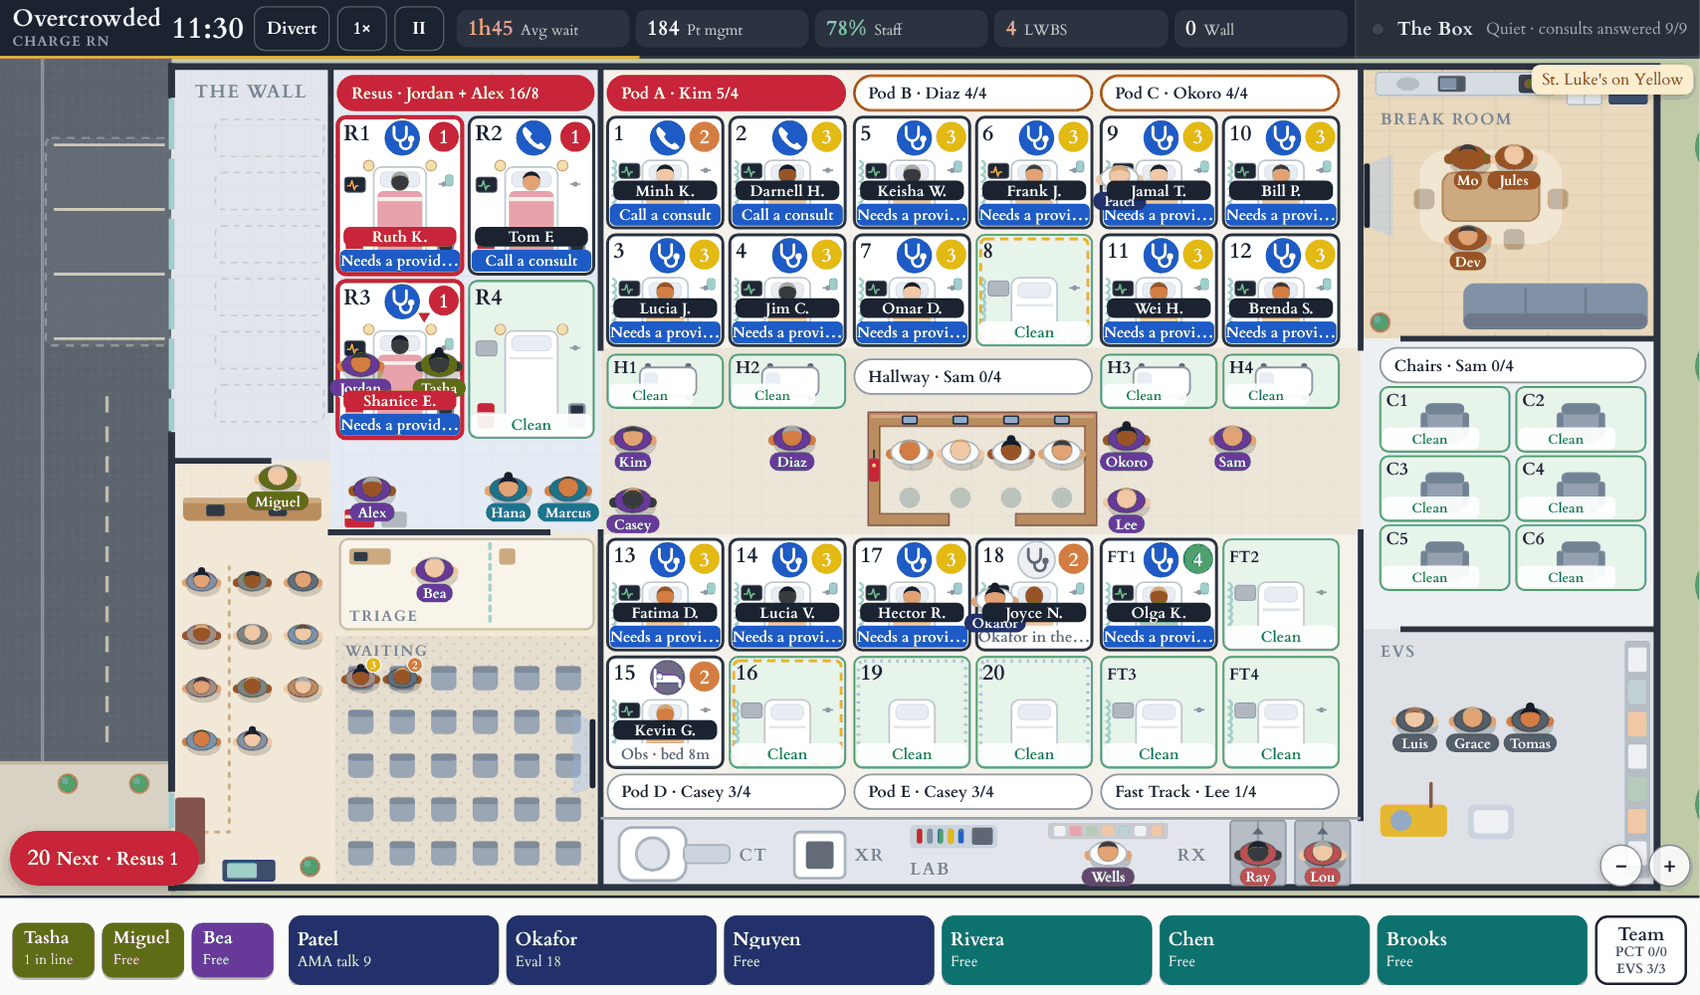 Overcrowded
CHARGE RN
11:30
Divert
1×
II
1h45 Avg wait
184 Pt mgmt
78% Staff
4 LWBS
0 Wall
The Box Quiet · consults answered 9/9
St. Luke's on Yellow
THE WALL
Resus · Jordan + Alex 16/8
Pod A · Kim 5/4
Pod B · Diaz 4/4
Pod C · Okoro 4/4
BREAK ROOM
R1 1
Ruth K.
Needs a provid…
R2 1
Tom F.
Call a consult
1 2
Minh K.
Call a consult
2 3
Darnell H.
Call a consult
5 3
Keisha W.
Needs a provi…
6 3
Frank J.
Needs a provi…
9 3
Jamal T.
Patel
Needs a provi…
10 3
Bill P.
Needs a provi…
Mo
Jules
Dev
3 3
Lucia J.
Needs a provi…
4 3
Jim C.
Needs a provi…
7 3
Omar D.
Needs a provi…
8
Clean
11 3
Wei H.
Needs a provi…
12 3
Brenda S.
Needs a provi…
R3 1
Jordan
Tasha
Shanice E.
Needs a provid…
R4
Clean
H1
Clean
H2
Clean
Hallway · Sam 0/4
H3
Clean
H4
Clean
Chairs · Sam 0/4
C1
Clean
C2
Clean
C3
Clean
C4
Clean
C5
Clean
C6
Clean
Kim
Diaz
Okoro
Sam
Miguel
Alex
Hana
Marcus
Casey
Lee
Bea
TRIAGE
WAITING
3
2
13 3
Fatima D.
Needs a provi…
14 3
Lucia V.
Needs a provi…
17 3
Hector R.
Needs a provi…
18 2
Joyce N.
Okafor
Okafor in the…
FT1 4
Olga K.
Needs a provi…
FT2
Clean
EVS
15 2
Kevin G.
Obs · bed 8m
16
Clean
19
Clean
20
Clean
FT3
Clean
FT4
Clean
Luis
Grace
Tomas
Pod D · Casey 3/4
Pod E · Casey 3/4
Fast Track · Lee 1/4
CT
XR
LAB
Wells
RX
Ray
Lou
20 Next · Resus 1
−
+
Tasha
1 in line
Miguel
Free
Bea
Free
Patel
AMA talk 9
Okafor
Eval 18
Nguyen
Free
Rivera
Free
Chen
Free
Brooks
Free
Team
PCT 0/0
EVS 3/3